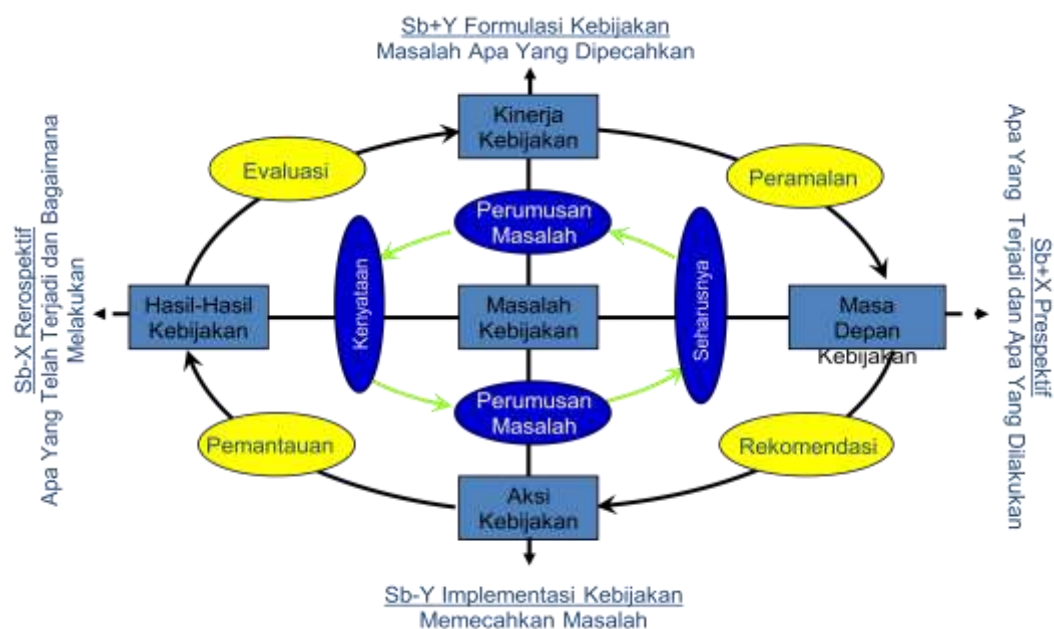 Sb+Y Formulasi Kebijakan
Masalah Apa Yang Dipecahkan
Kinerja
Kebijakan
Evaluasi
Peramalan
Perumusan
Masalah
Sb-X Rerospektif
Apa Yang Telah Terjadi dan Bagaimana
Melakukan
Hasil-Hasil
Kebijakan
Kenyataan
Masalah
Kebijakan
Seharusnya
Masa
Depan
Kebijakan
Apa Yang Terjadi dan Apa Yang Dilakukan
Sb+X Prespektif
Perumusan
Masalah
Pemantauan
Rekomendasi
Aksi
Kebijakan
Sb-Y Implementasi Kebijakan
Memecahkan Masalah